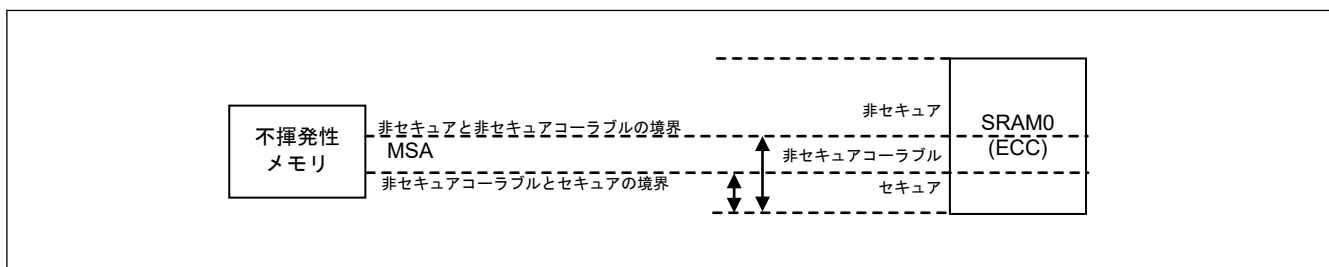 不揮発性
メモリ
非セキュアと非セキュアコーラブルの境界
MSA
非セキュアコーラブルとセキュアの境界
非セキュア
非セキュアコーラブル
セキュア
SRAM0
(ECC)